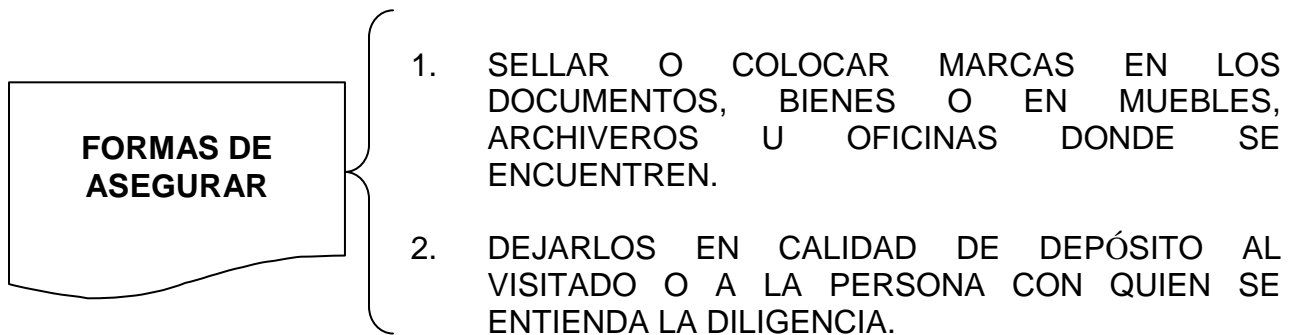 FORMAS DE
ASEGURAR
1. SELLAR O COLOCAR MARCAS EN LOS
DOCUMENTOS, BIENES O EN MUEBLES,
ARCHIVEROS U OFICINAS DONDE SE
ENCUENTREN.
2. DEJARLOS EN CALIDAD DE DEPÓSITO AL
VISITADO O A LA PERSONA CON QUIEN SE
ENTIENDA LA DILIGENCIA.